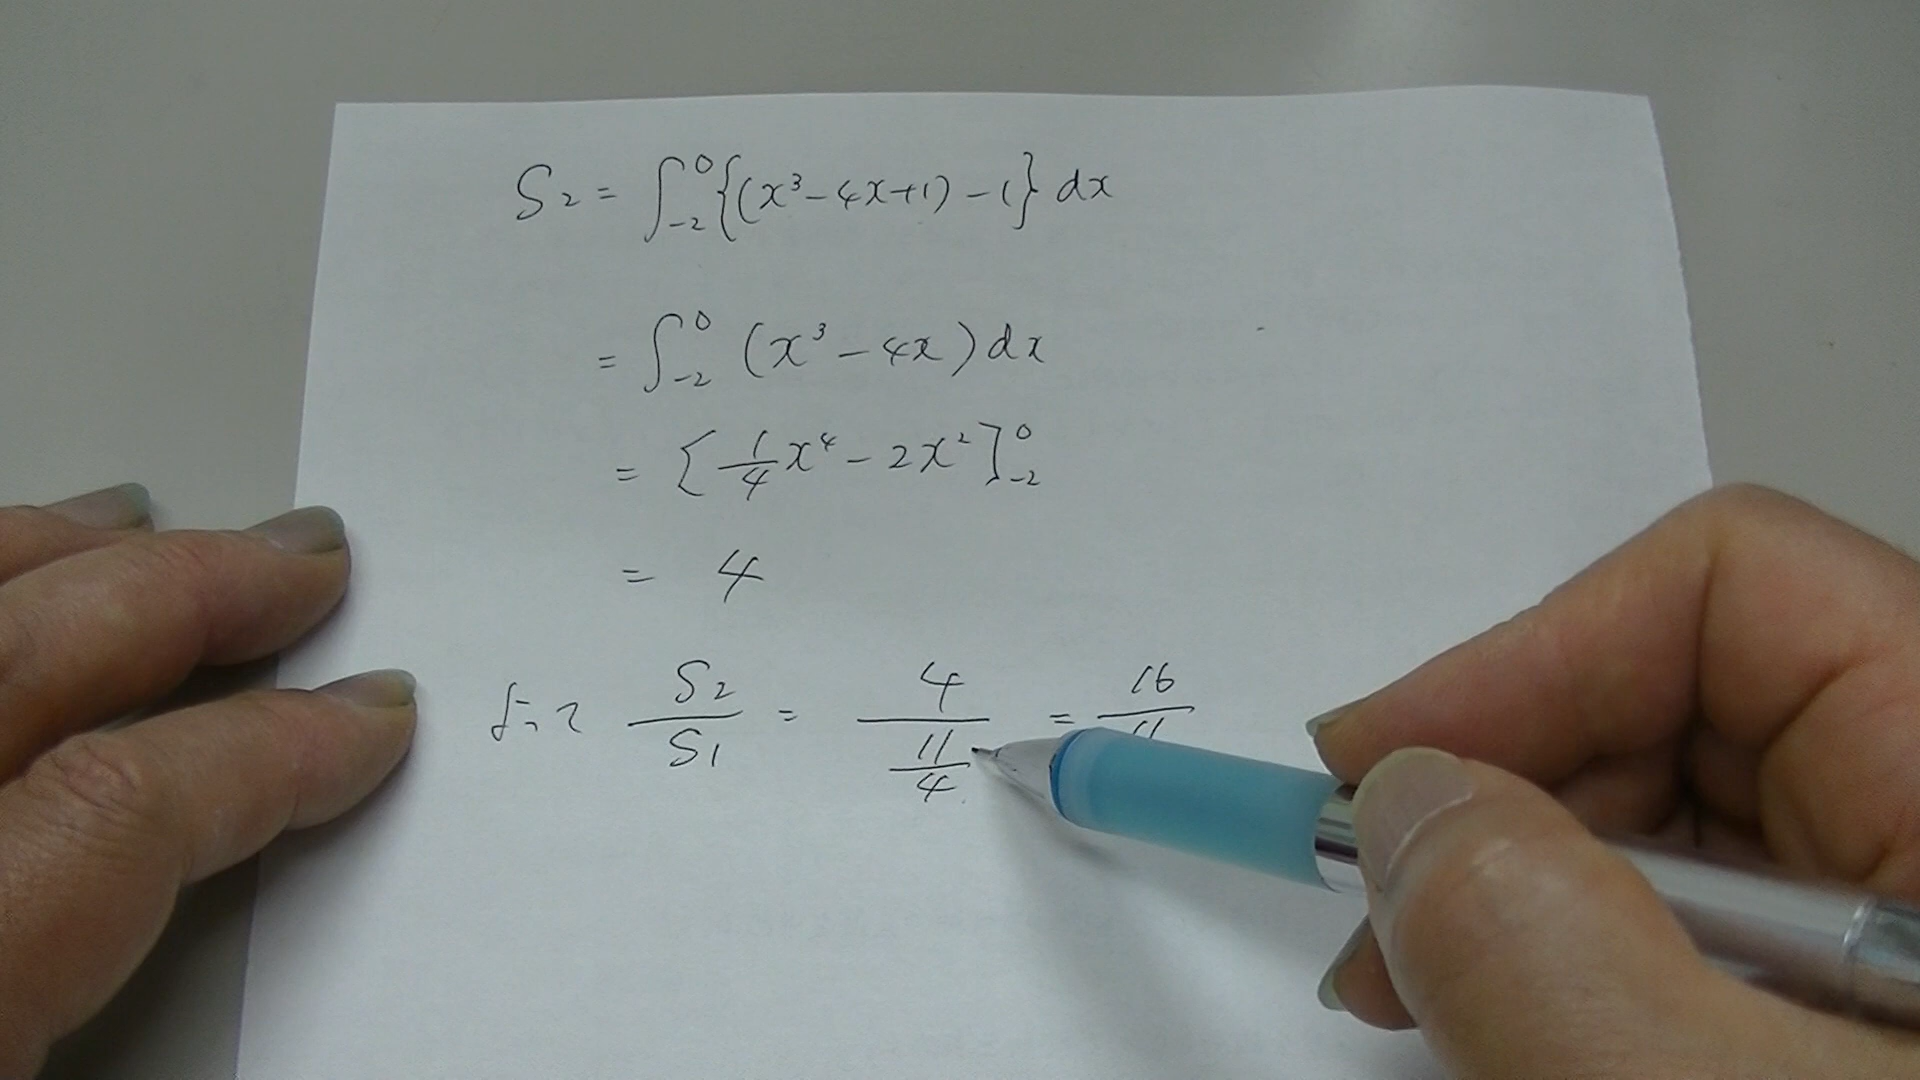 S₂ = ∫₋₂⁰ {(x³ - 4x + 1) - 1} dx
= ∫₋₂⁰ (x³ - 4x) dx
= [1/4 x⁴ - 2x²]₋₂⁰
= 4
よって S₂/S₁ = 4/(11/4) = 16/11